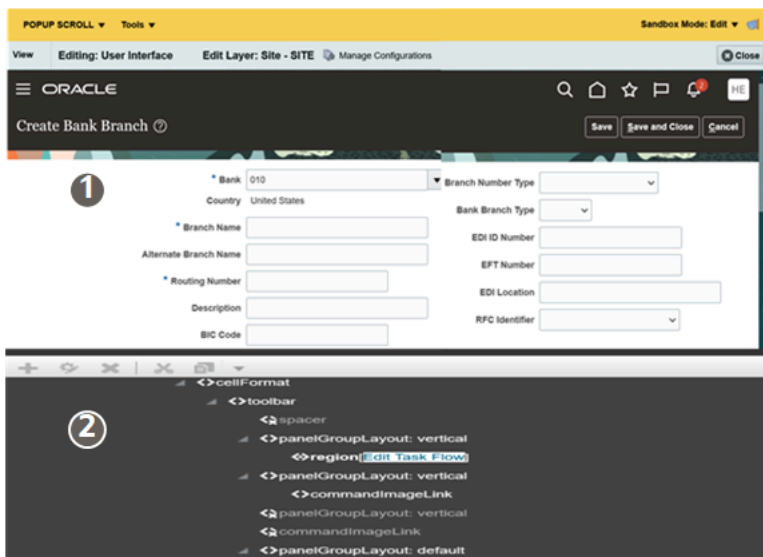 POPUP SCROLL Tools Sandbox Mode: Edit
View Editing: User Interface Edit Layer: Site - SITE Manage Configurations Close
ORACLE 2 HE
Create Bank Branch Save Save and Close Cancel
1
* Bank 010
Country United States
* Branch Name
Alternate Branch Name
* Routing Number
Description
BIC Code
Branch Number Type
Bank Branch Type
EDI ID Number
EFT Number
EDI Location
RFC Identifier
2
<>cellFormat
<>toolbar
spacer
<>panelGroupLayout: vertical
<>region[Edit Task Flow]
<>panelGroupLayout: vertical
<>commandImageLink
panelGroupLayout: vertical
commandImageLink
<>panelGroupLayout: default